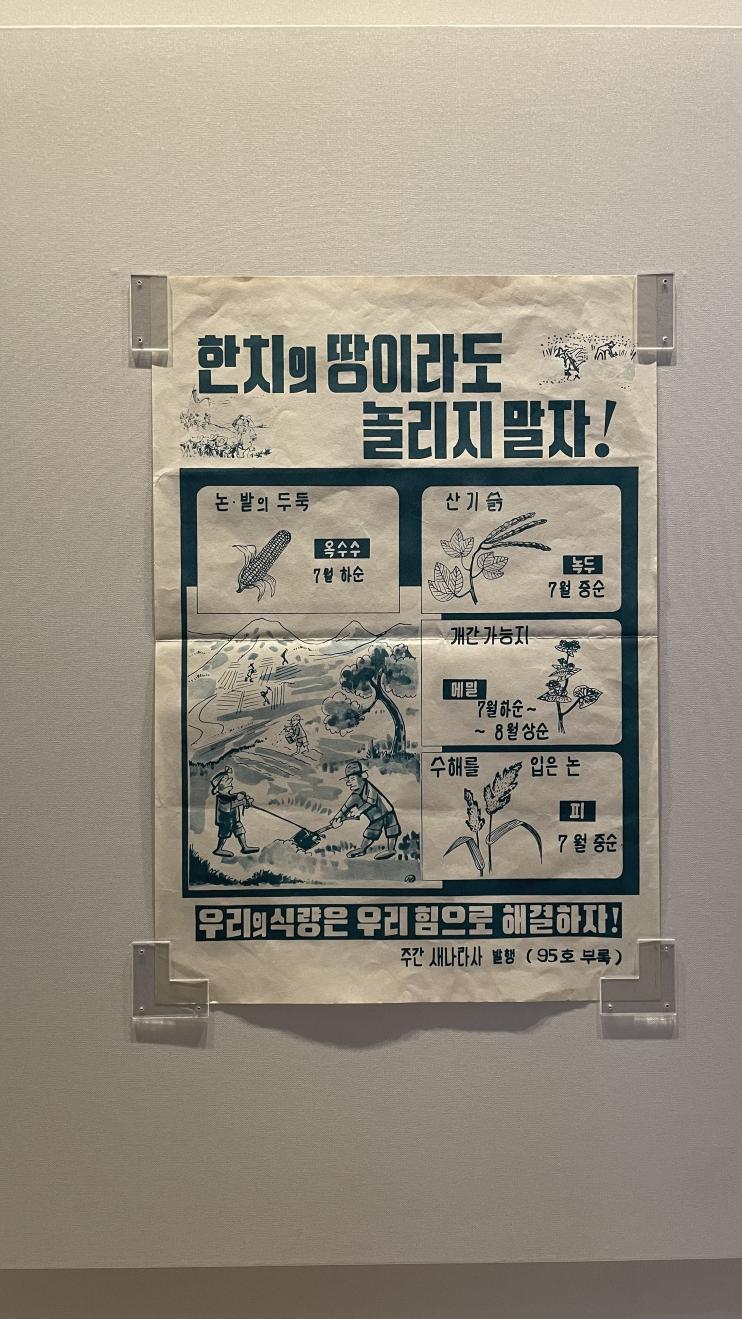 한치의 땅이라도
놀리지 말자!
논·밭의 두둑
옥수수
7월 하순
산기슭
녹두
7월 중순
개간 가능지
메밀
7월하순~
~ 8월상순
수해를 입은 논
피
7월 중순
우리의 식량은 우리 힘으로 해결하자!
주간 새나라사 발행 (95호 부록)